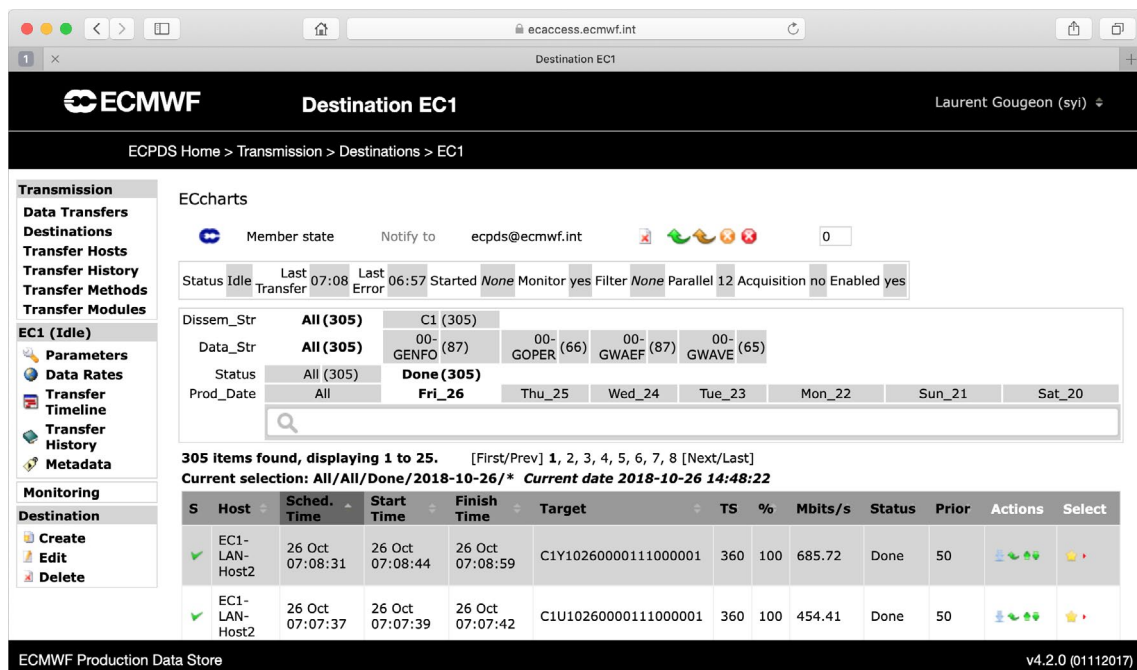 ecaccess.ecmwf.int
1 Destination EC1
ECMWF Destination EC1 Laurent Gougeon (syi)
ECPDS Home > Transmission > Destinations > EC1
Transmission
Data Transfers
Destinations
Transfer Hosts
Transfer History
Transfer Methods
Transfer Modules
EC1 (Idle)
Parameters
Data Rates
Transfer
Timeline
Transfer
History
Metadata
Monitoring
Destination
Create
Edit
Delete
ECcharts
Member state Notify to ecpds@ecmwf.int 0
Status Idle Last Transfer 07:08 Last Error 06:57 Started None Monitor yes Filter None Parallel 12 Acquisition no Enabled yes
Dissem_Str All (305) C1 (305)
Data_Str All (305) 00-GENFO (87) 00-GOPER (66) 00-GWAEF (87) 00-GWAVE (65)
Status All (305) Done (305)
Prod_Date All Fri_26 Thu_25 Wed_24 Tue_23 Mon_22 Sun_21 Sat_20
305 items found, displaying 1 to 25. [First/Prev] 1, 2, 3, 4, 5, 6, 7, 8 [Next/Last]
Current selection: All/All/Done/2018-10-26/* Current date 2018-10-26 14:48:22
S Host Sched. Time Start Time Finish Time Target TS % Mbits/s Status Prior Actions Select
EC1-LAN-Host2 26 Oct 07:08:31 26 Oct 07:08:44 26 Oct 07:08:59 C1Y10260000111000001 360 100 685.72 Done 50
EC1-LAN-Host2 26 Oct 07:07:37 26 Oct 07:07:39 26 Oct 07:07:42 C1U10260000111000001 360 100 454.41 Done 50
ECMWF Production Data Store v4.2.0 (01112017)